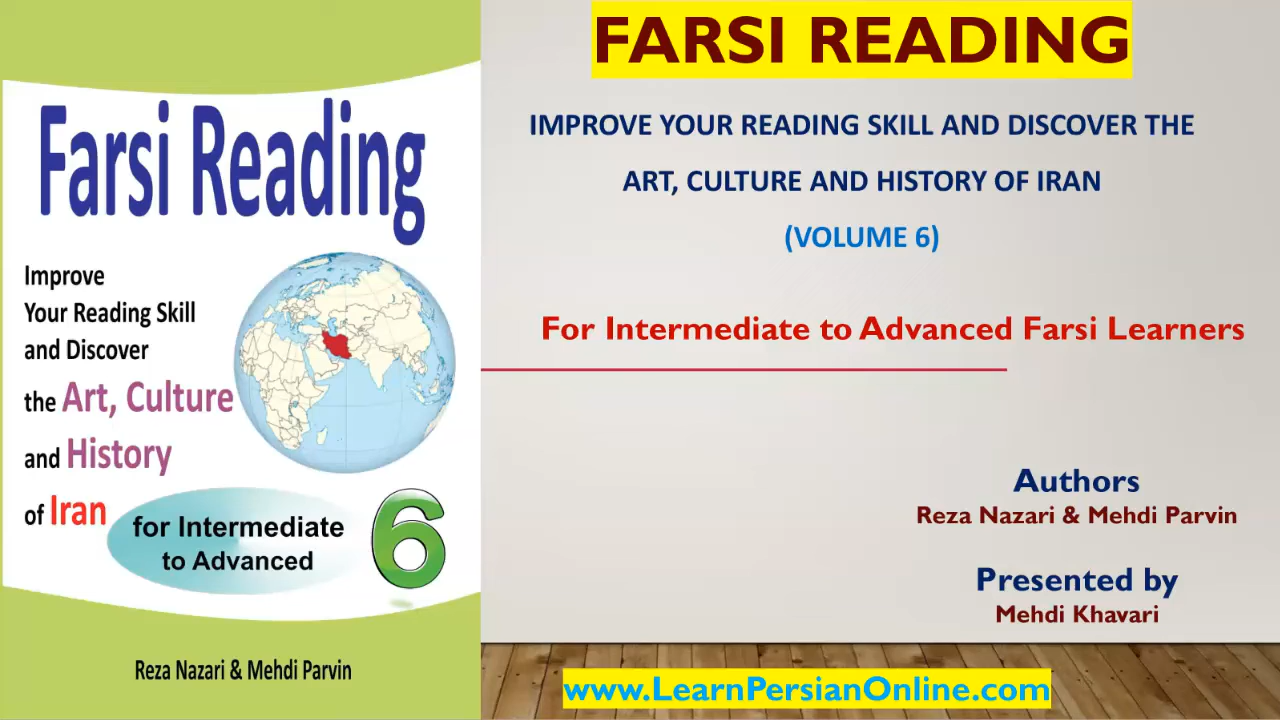 Farsi Reading
Improve
Your Reading Skill
and Discover
the Art, Culture
and History
of Iran
for Intermediate
to Advanced
6
Reza Nazari & Mehdi Parvin
FARSI READING
IMPROVE YOUR READING SKILL AND DISCOVER THE
ART, CULTURE AND HISTORY OF IRAN
(VOLUME 6)
For Intermediate to Advanced Farsi Learners
Authors
Reza Nazari & Mehdi Parvin
Presented by
Mehdi Khavari
www.LearnPersianOnline.com